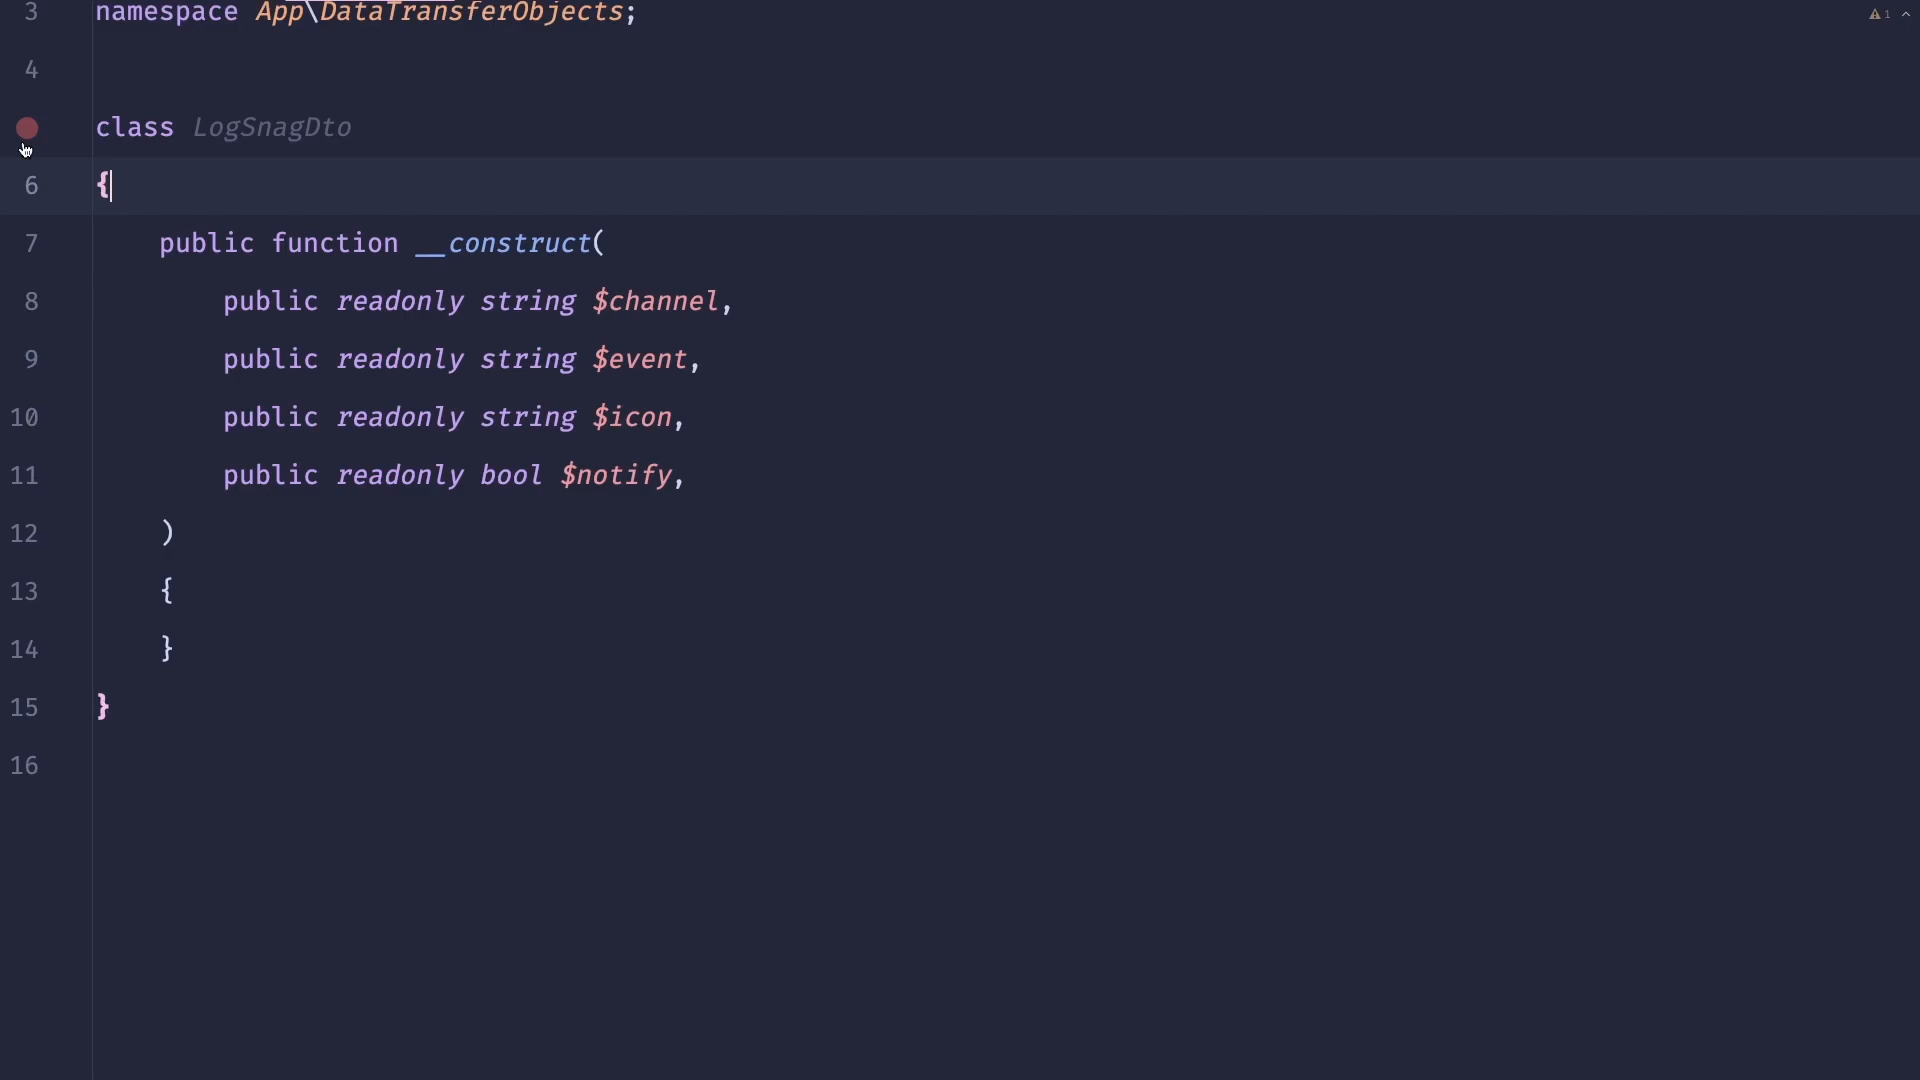 3 namespace App\DataTransferObjects;
1
4
class LogSnagDto
6 {
7 public function __construct(
8 public readonly string $channel,
9 public readonly string $event,
10 public readonly string $icon,
11 public readonly bool $notify,
12 )
13 {
14 }
15 }
16